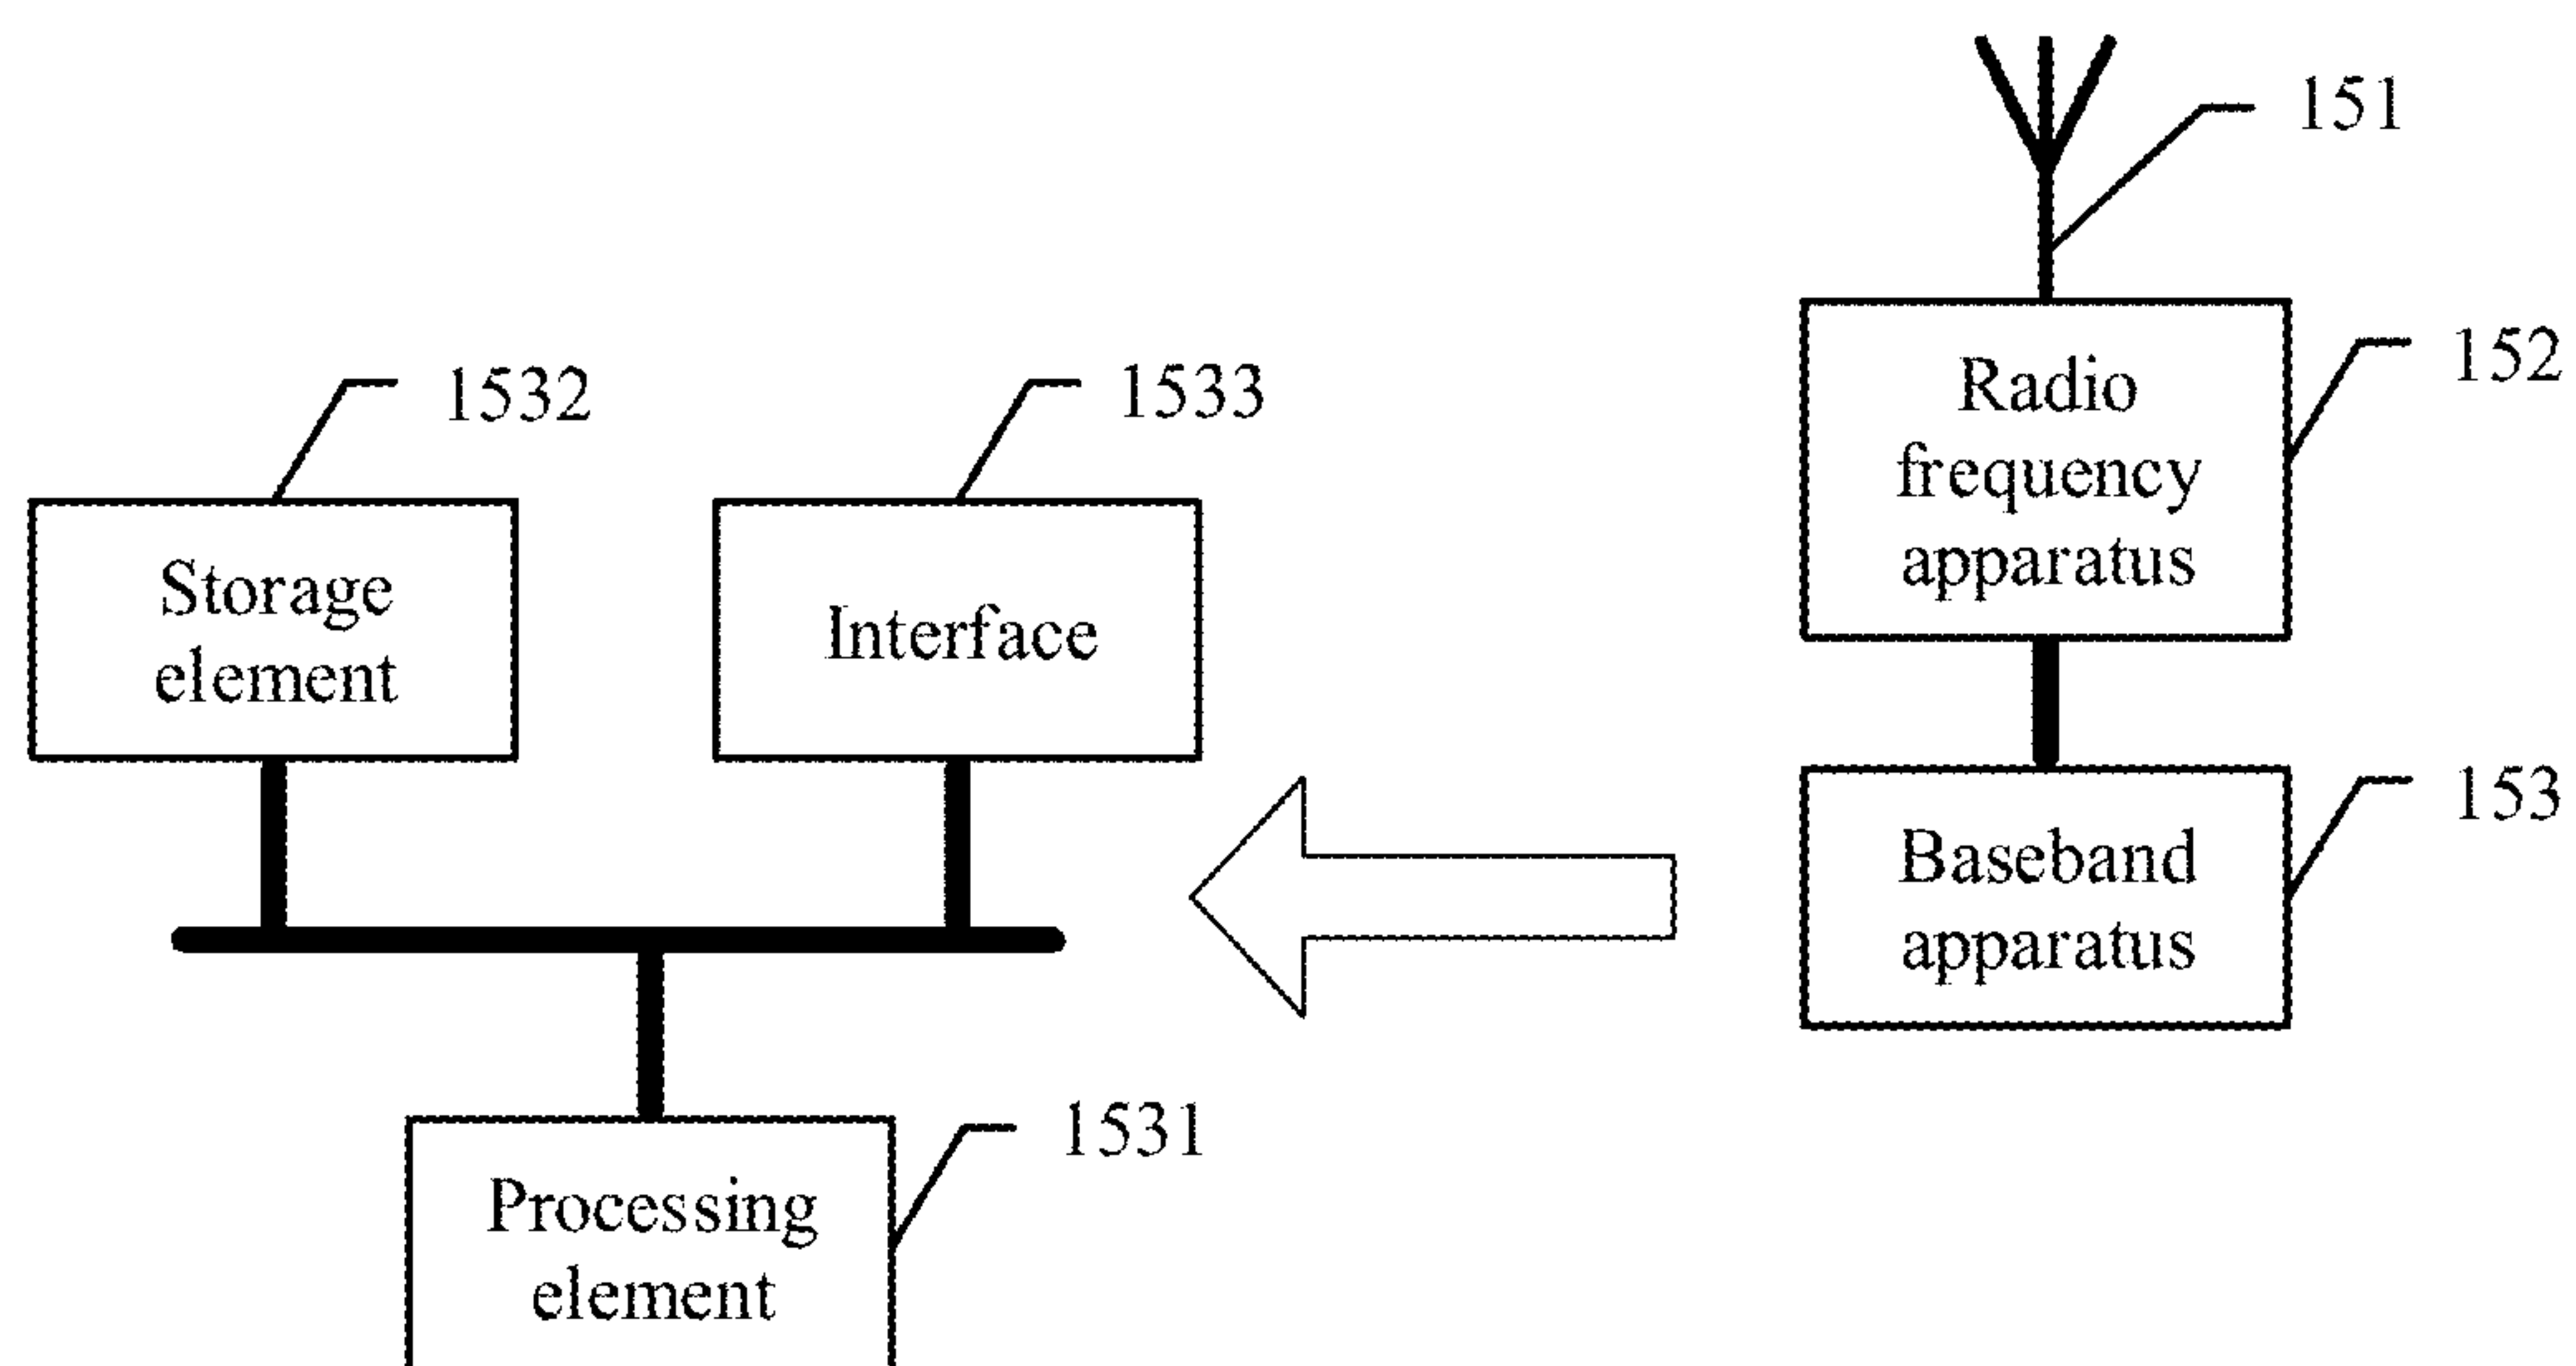 151
Radio
frequency
apparatus
152
1532
1533
Storage
element
Interface
153
Baseband
apparatus
1531
Processing
element